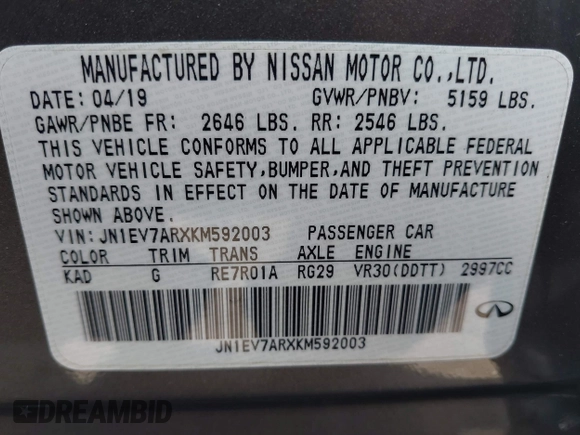 MANUFACTURED BY NISSAN MOTOR CO.,LTD.
DATE: 04/19 GVWR/PNBV: 5159 LBS.
GAWR/PNBE FR: 2646 LBS. RR: 2546 LBS.
THIS VEHICLE CONFORMS TO ALL APPLICABLE FEDERAL
MOTOR VEHICLE SAFETY,BUMPER,AND THEFT PREVENTION
STANDARDS IN EFFECT ON THE DATE OF MANUFACTURE
SHOWN ABOVE.
VIN:JN1EV7ARXKM592003 PASSENGER CAR
COLOR TRIM TRANS AXLE ENGINE
KAD G RE7R01A RG29 VR30(DDTT) 2997CC
JN1EV7ARXKM592003
DREAMBID